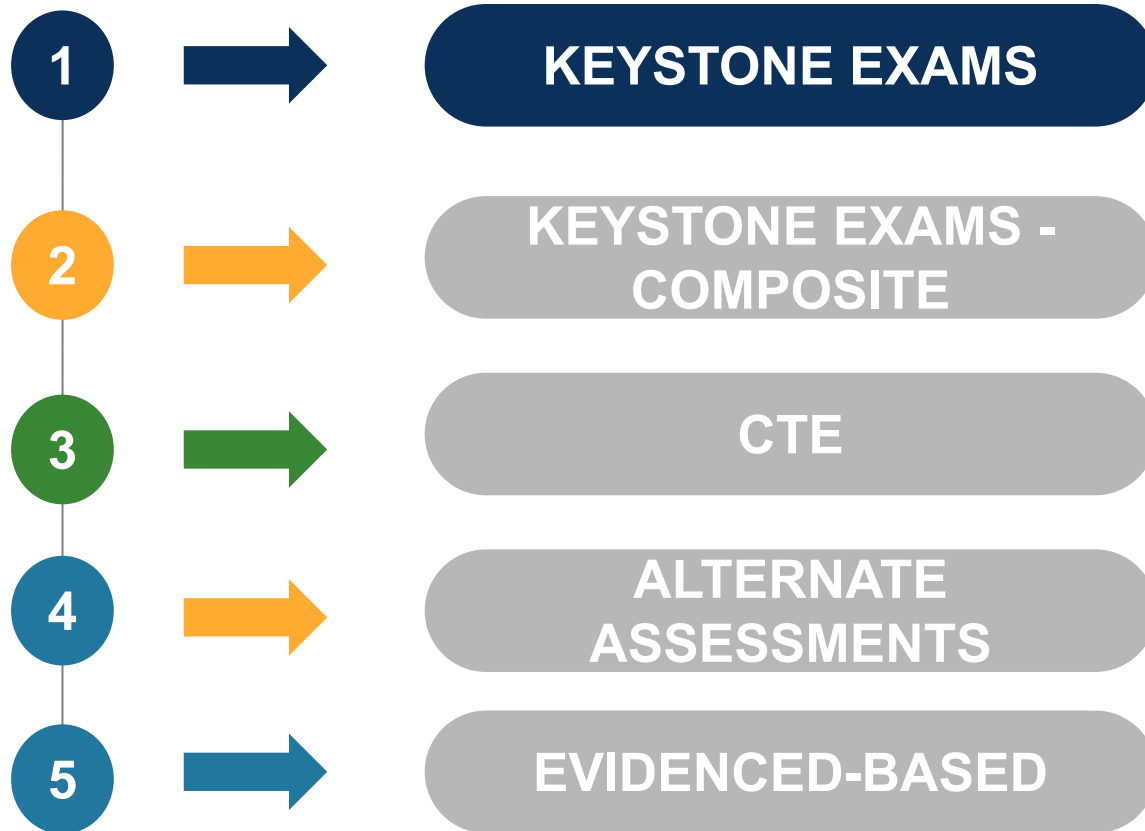 1
KEYSTONE EXAMS
2
KEYSTONE EXAMS -
COMPOSITE
3
CTE
4
ALTERNATE
ASSESSMENTS
5
EVIDENCED-BASED